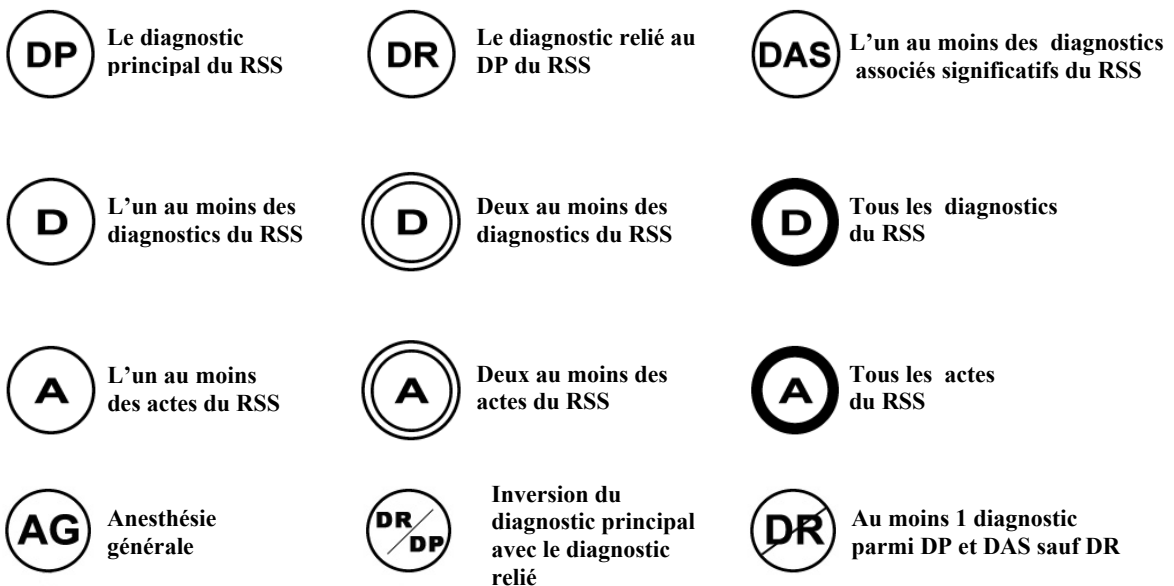 DP
Le diagnostic
principal du RSS
DR
Le diagnostic relié au
DP du RSS
DAS
L’un au moins des diagnostics
associés significatifs du RSS
D
L’un au moins des
diagnostics du RSS
D
Deux au moins des
diagnostics du RSS
D
Tous les diagnostics
du RSS
A
L’un au moins
des actes du RSS
A
Deux au moins des
actes du RSS
A
Tous les actes
du RSS
AG
Anesthésie
générale
DR/DP
Inversion du
diagnostic principal
avec le diagnostic
relié
DR
Au moins 1 diagnostic
parmi DP et DAS sauf DR